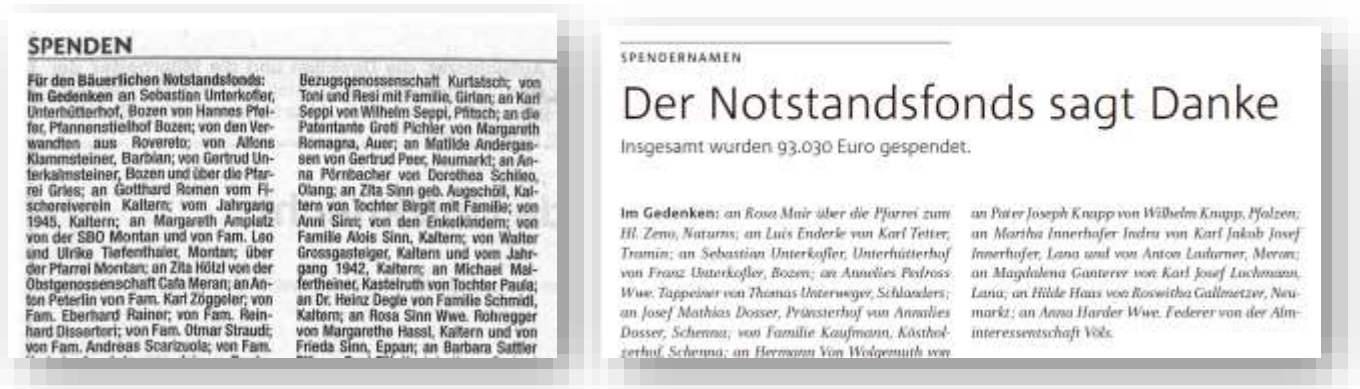 SPENDEN
Für den Bäuerlichen Notstandsfonds:
Im Gedenken an Sebastian Unterkofler,
Unterhütterhof, Bozen von Hannes Pfei-
fer, Pfannenstielhof Bozen; von den Ver-
wandten aus Rovereto; von Alfons
Klammsteiner, Barbian; von Gertrud Un-
terkalmsteiner, Bozen und über die Pfar-
rei Gries; an Gotthard Romen vom Fi-
schereiverein Kaltern; vom Jahrgang
1945, Kaltern; an Margareth Amplatz
von der SBO Montan und von Fam. Leo
und Ulrike Tiefenthaler, Montan; über
der Pfarrei Montan; an Zita Hölzl von der
Obstgenossenschaft Cafa Meran; an An-
ton Peterlin von Fam. Karl Zöggeler; von
Fam. Eberhard Rainer; von Fam. Rein-
hard Dissertori; von Fam. Otmar Straudi;
von Fam. Andreas Scarizuola; von Fam.
Bezugsgenossenschaft Kurtatsch; von
Toni und Resi mit Familie, Girlan; an Karl
Seppi von Wilhelm Seppi, Pfitsch; an die
Patentante Gretl Pichler von Margareth
Romagna, Auer; an Matilde Andergas-
sen von Gertrud Peer, Neumarkt; an An-
na Pörnbacher von Dorothea Schileo,
Olang; an Zita Sinn geb. Augschöll, Kal-
tern von Tochter Birgit mit Familie; von
Anni Sinn; von den Enkelkindern; von
Familie Alois Sinn, Kaltern; von Walter
Grossgasteiger, Kaltern und vom Jahr-
gang 1942, Kaltern; an Michael Mal-
fertheiner, Kastelruth von Tochter Paula;
an Dr. Heinz Degle von Familie Schmidl,
Kaltern; an Rosa Sinn Wwe. Rohregger
von Margarethe Hassl, Kaltern und von
Frieda Sinn, Eppan; an Barbara Sattler
SPENDERNAMEN
Der Notstandsfonds sagt Danke
Insgesamt wurden 93.030 Euro gespendet.
Im Gedenken: an Rosa Mair über die Pfarrei zum
Hl. Zeno, Naturns; an Luis Enderle von Karl Tetter,
Tramin; an Sebastian Unterkofler, Unterhütterhof
von Franz Unterkofler, Bozen; an Annelies Pedross
Wwe. Tappeiner von Thomas Unterweger, Schlanders;
an Josef Mathias Dosser, Prünsterhof von Annalies
Dosser, Schenna; von Familie Kaufmann, Kösthol-
zerhof, Schenna; an Hermann Von Wolgemuth von
an Pater Joseph Knapp von Wilhelm Knapp, Pfalzen;
an Martha Innerhofer Indra von Karl Jakob Josef
Innerhofer, Lana und von Anton Ladurner, Meran;
an Magdalena Ganterer von Karl Josef Lochmann,
Lana; an Hilde Haas von Roswitha Gallmetzer, Neu-
markt; an Anna Harder Wwe. Federer von der Alm-
interessentschaft Völs.